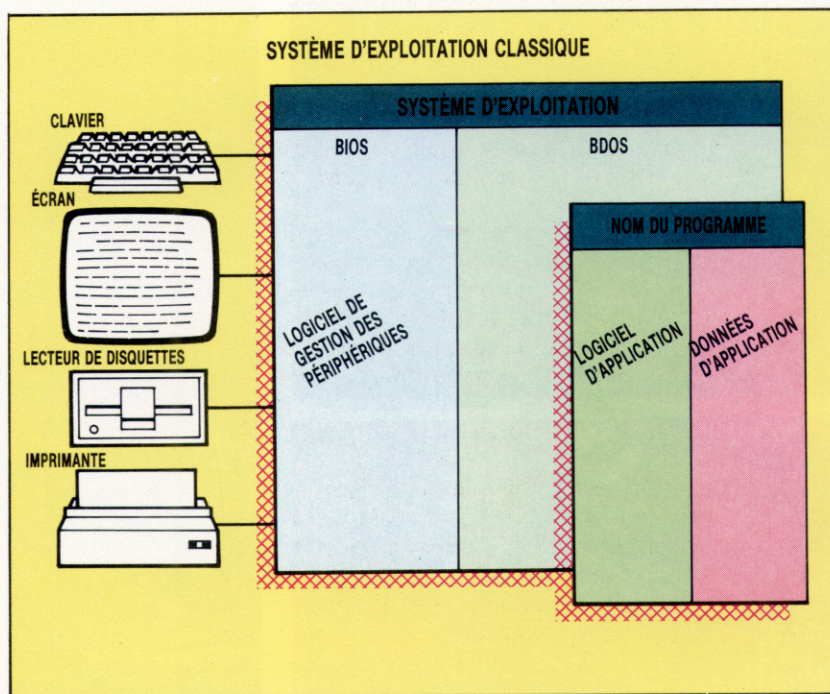 SYSTÈME D'EXPLOITATION CLASSIQUE
SYSTÈME D'EXPLOITATION
CLAVIER
BIOS
BDOS
ÉCRAN
NOM DU PROGRAMME
LOGICIEL DE
GESTION DES
PÉRIPHÉRIQUES
LOGICIEL
D'APPLICATION
DONNÉES
D'APPLICATION
LECTEUR DE DISQUETTES
IMPRIMANTE